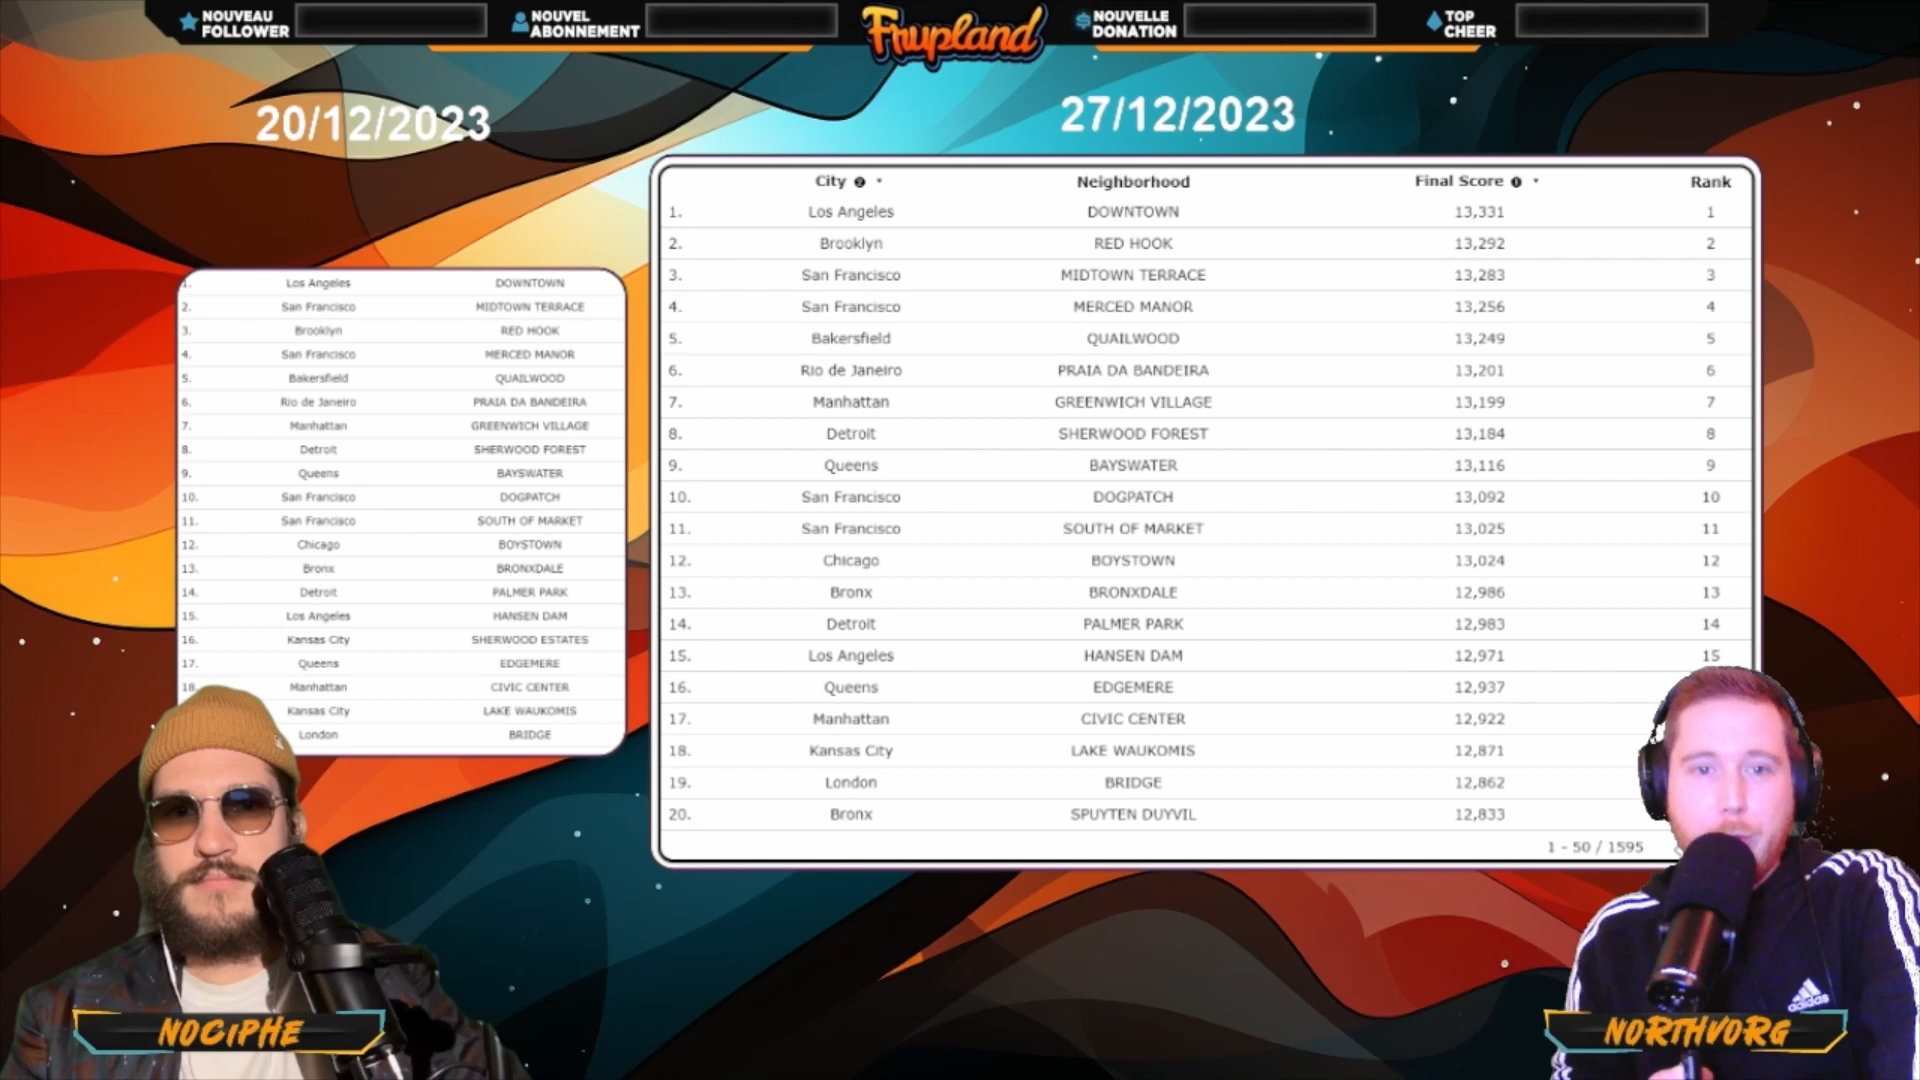 NOUVEAU FOLLOWER
NOUVEL ABONNEMENT
Frupland
NOUVELLE DONATION
TOP CHEER
20/12/2023
27/12/2023
1. Los Angeles DOWNTOWN
2. San Francisco MIDTOWN TERRACE
3. Brooklyn RED HOOK
4. San Francisco MERCED MANOR
5. Bakersfield QUAILWOOD
6. Rio de Janeiro PRAIA DA BANDEIRA
7. Manhattan GREENWICH VILLAGE
8. Detroit SHERWOOD FOREST
9. Queens BAYSWATER
10. San Francisco DOGPATCH
11. San Francisco SOUTH OF MARKET
12. Chicago BOYSTOWN
13. Bronx BRONXDALE
14. Detroit PALMER PARK
15. Los Angeles HANSEN DAM
16. Kansas City SHERWOOD ESTATES
17. Queens EDGEMERE
18. Manhattan CIVIC CENTER
Kansas City LAKE WAUKOMIS
London BRIDGE
City Neighborhood Final Score Rank
1. Los Angeles DOWNTOWN 13,331 1
2. Brooklyn RED HOOK 13,292 2
3. San Francisco MIDTOWN TERRACE 13,283 3
4. San Francisco MERCED MANOR 13,256 4
5. Bakersfield QUAILWOOD 13,249 5
6. Rio de Janeiro PRAIA DA BANDEIRA 13,201 6
7. Manhattan GREENWICH VILLAGE 13,199 7
8. Detroit SHERWOOD FOREST 13,184 8
9. Queens BAYSWATER 13,116 9
10. San Francisco DOGPATCH 13,092 10
11. San Francisco SOUTH OF MARKET 13,025 11
12. Chicago BOYSTOWN 13,024 12
13. Bronx BRONXDALE 12,986 13
14. Detroit PALMER PARK 12,983 14
15. Los Angeles HANSEN DAM 12,971 15
16. Queens EDGEMERE 12,937
17. Manhattan CIVIC CENTER 12,922
18. Kansas City LAKE WAUKOMIS 12,871
19. London BRIDGE 12,862
20. Bronx SPUYTEN DUYVIL 12,833
1 - 50 / 1595
adidas
NOCIPHE
NORTHVORG